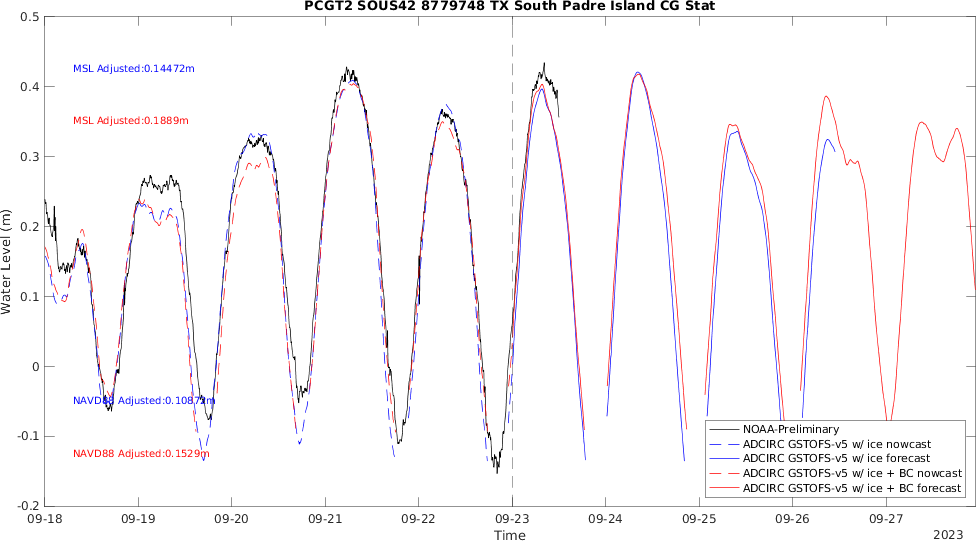 PCGT2 SOUS42 8779748 TX South Padre Island CG Stat
0.5
0.4
0.3
0.2
0.1
0
-0.1
-0.2
Water Level (m)
MSL Adjusted:0.14472m
MSL Adjusted:0.1889m
NAVD88 Adjusted:0.10872m
NAVD88 Adjusted:0.1529m
NOAA-Preliminary
ADCIRC GSTOFS-v5 w/ ice nowcast
ADCIRC GSTOFS-v5 w/ ice forecast
ADCIRC GSTOFS-v5 w/ ice + BC nowcast
ADCIRC GSTOFS-v5 w/ ice + BC forecast
09-18 09-19 09-20 09-21 09-22 09-23 09-24 09-25 09-26 09-27
Time
2023